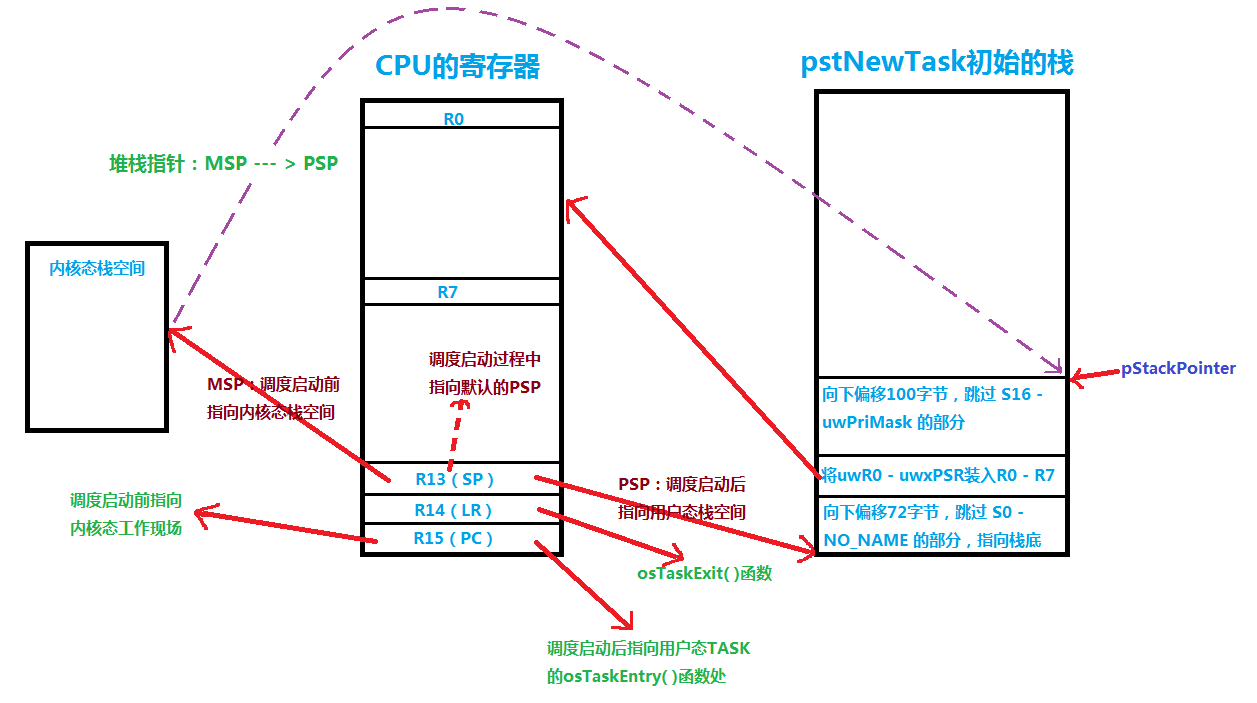 CPU的寄存器
pstNewTask初始的栈
R0
堆栈指针：MSP --- > PSP
内核态栈空间
R7
调度启动过程中
指向默认的PSP
pStackPointer
MSP：调度启动前
指向内核态栈空间
向下偏移100字节，跳过 S16 -
uwPriMask 的部分
R13（SP）
将uwR0 - uwxPSR装入R0 - R7
PSP：调度启动后
指向用户态栈空间
调度启动前指向
内核态工作现场
R14（LR）
向下偏移72字节，跳过 S0 -
NO_NAME 的部分，指向栈底
R15（PC）
osTaskExit( )函数
调度启动后指向用户态TASK
的osTaskEntry( )函数处